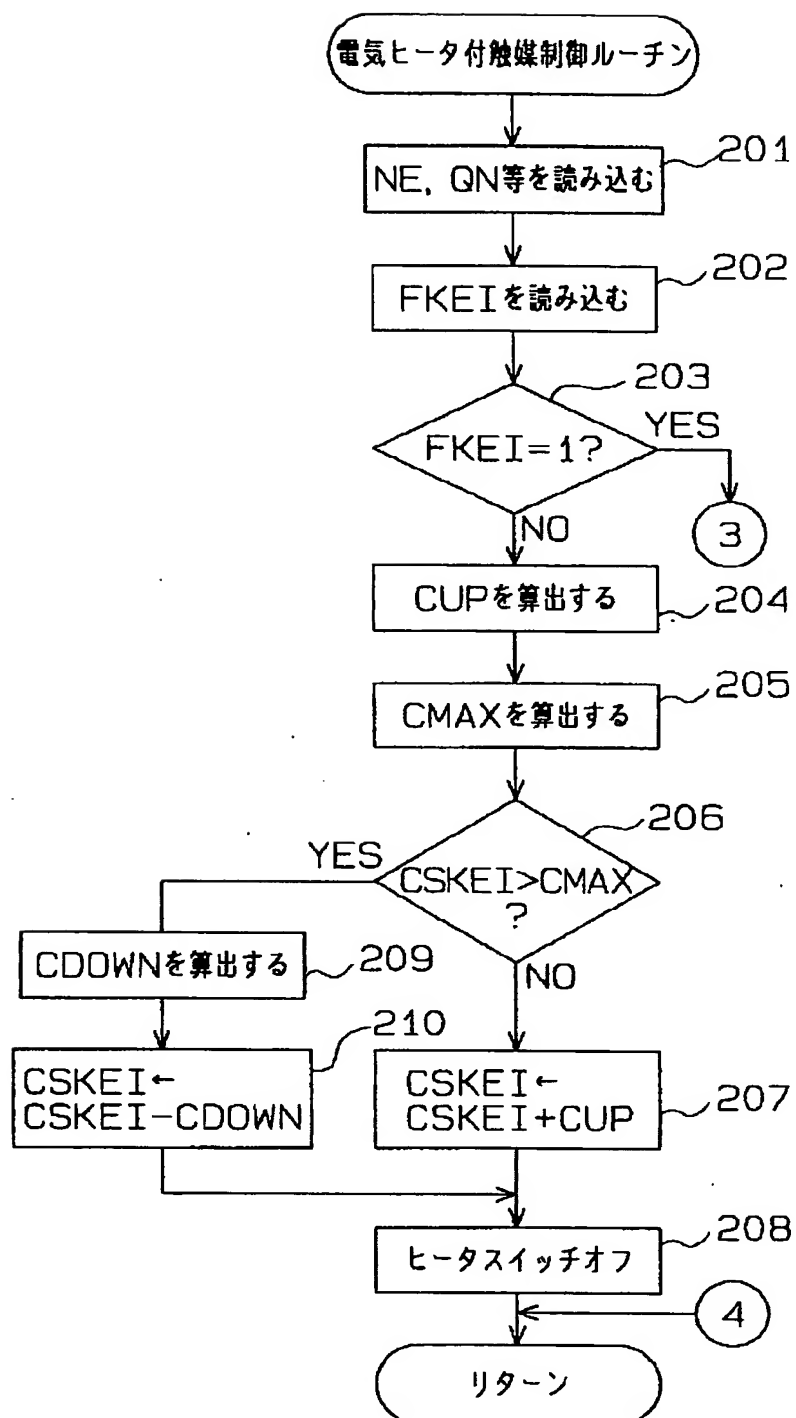 電気ヒータ付触媒制御ルーチン
201
NE, QN等を読み込む
202
FKEIを読み込む
203
FKEI=1?
YES
3
NO
CUPを算出する
204
205
CMAXを算出する
206
YES
CSKEI>CMAX
?
CDOWNを算出する
209
NO
210
CSKEI←
CSKEI-CDOWN
CSKEI←
CSKEI+CUP
207
208
ヒータスイッチオフ
4
リターン